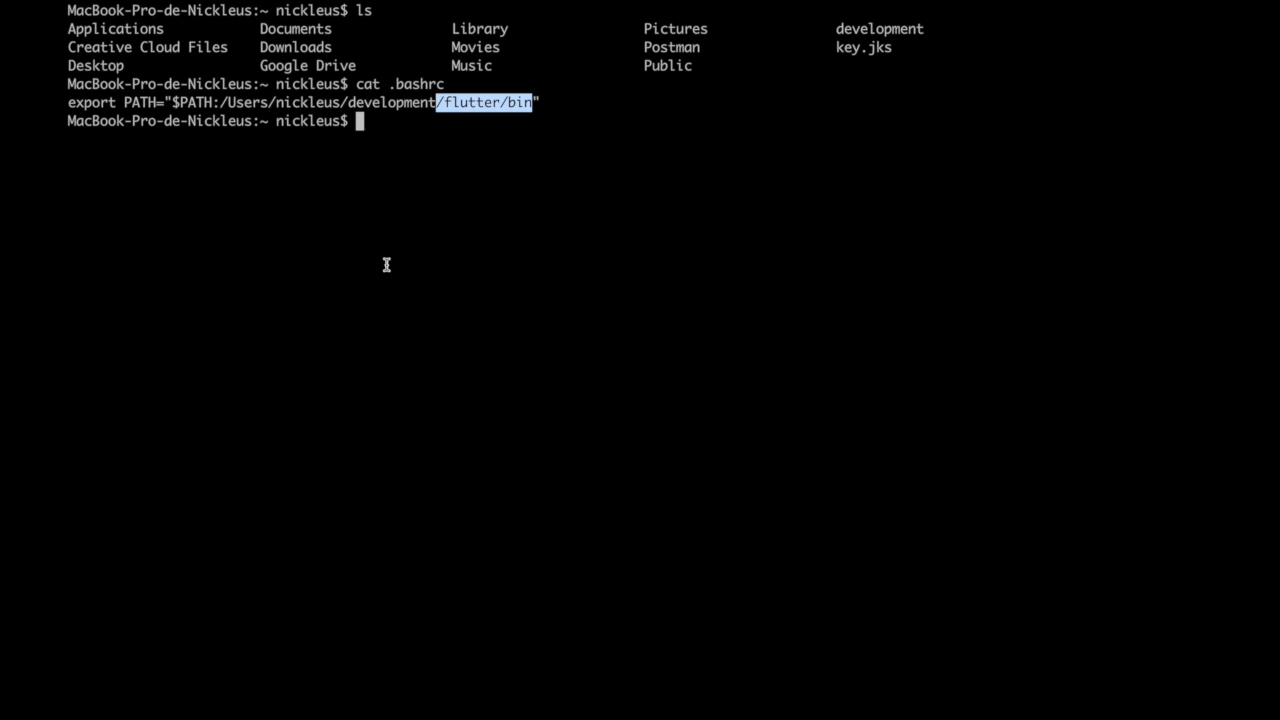 MacBook-Pro-de-Nickleus:~ nickleus$ ls
Applications Documents Library Pictures development
Creative Cloud Files Downloads Movies Postman key.jks
Desktop Google Drive Music Public
MacBook-Pro-de-Nickleus:~ nickleus$ cat .bashrc
export PATH="$PATH:/Users/nickleus/development/flutter/bin"
MacBook-Pro-de-Nickleus:~ nickleus$